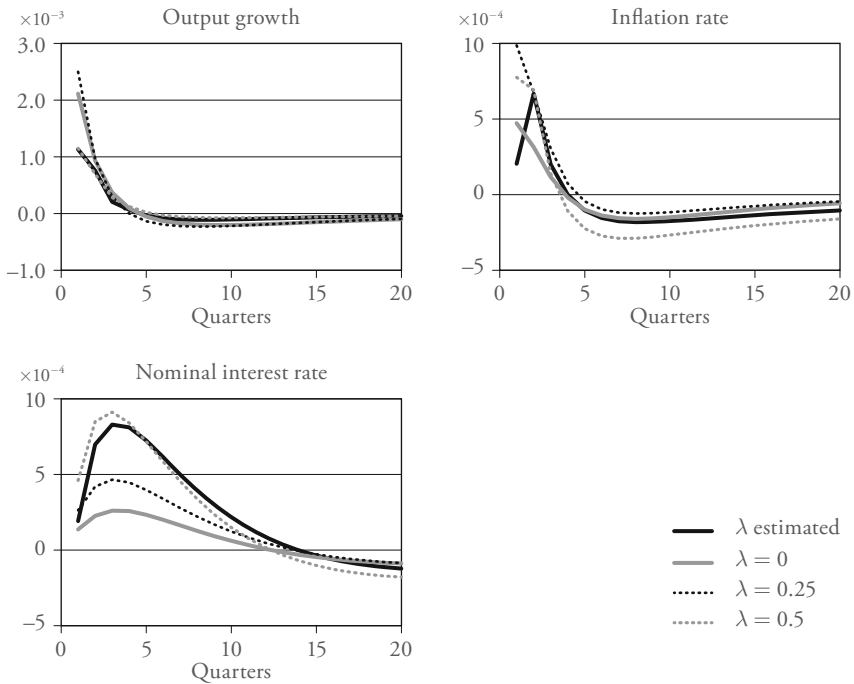 Output growth
×10⁻³
3.0
2.0
1.0
0.0
−1.0
0 5 10 15 20
Quarters
Inflation rate
×10⁻⁴
10
5
0
−5
0 5 10 15 20
Quarters
Nominal interest rate
×10⁻⁴
10
5
0
−5
0 5 10 15 20
Quarters
λ estimated
λ = 0
λ = 0.25
λ = 0.5